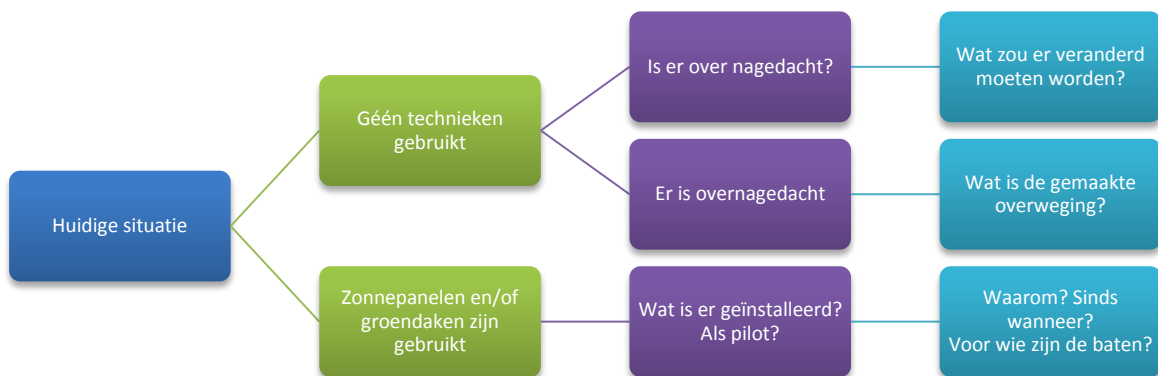 Huidige situatie
Géén technieken
gebruikt
Is er over nagedacht?
Wat zou er veranderd
moeten worden?
Er is overnagedacht
Wat is de gemaakte
overweging?
Zonnepanelen en/of
groendaken zijn
gebruikt
Wat is er geïnstalleerd?
Als pilot?
Waarom? Sinds
wanneer?
Voor wie zijn de baten?